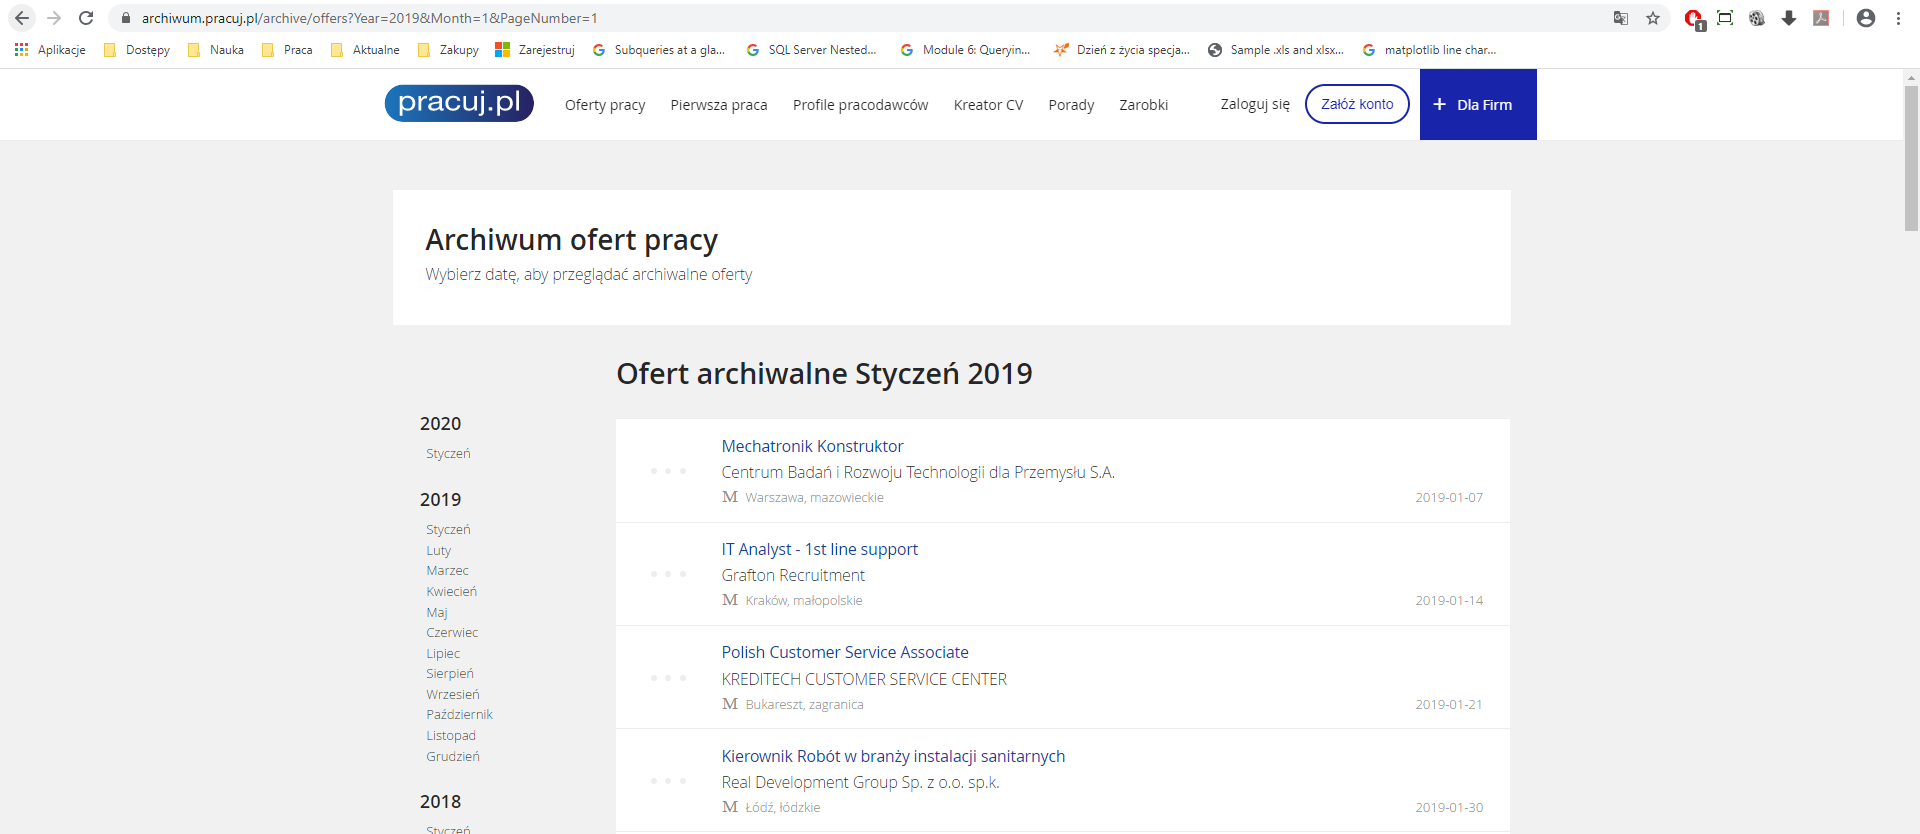 archiwum.pracuj.pl/archive/offers?Year=2019&Month=1&PageNumber=1
1
Aplikacje Dostępy Nauka Praca Aktualne Zakupy Zarejestruj Subqueries at a gla... SQL Server Nested... Module 6: Queryin... Dzień z życia specja... Sample .xls and xlsx... matplotlib line char...
pracuj.pl Oferty pracy Pierwsza praca Profile pracodawców Kreator CV Porady Zarobki Zaloguj się Załóż konto + Dla Firm
Archiwum ofert pracy
Wybierz datę, aby przeglądać archiwalne oferty
Ofert archiwalne Styczeń 2019
2020
Styczeń
2019
Styczeń
Luty
Marzec
Kwiecień
Maj
Czerwiec
Lipiec
Sierpień
Wrzesień
Październik
Listopad
Grudzień
2018
Styczeń
Mechatronik Konstruktor
Centrum Badań i Rozwoju Technologii dla Przemysłu S.A.
M Warszawa, mazowieckie 2019-01-07
IT Analyst - 1st line support
Grafton Recruitment
M Kraków, małopolskie 2019-01-14
Polish Customer Service Associate
KREDITECH CUSTOMER SERVICE CENTER
M Bukareszt, zagranica 2019-01-21
Kierownik Robót w branży instalacji sanitarnych
Real Development Group Sp. z o.o. sp.k.
M Łódź, łódzkie 2019-01-30